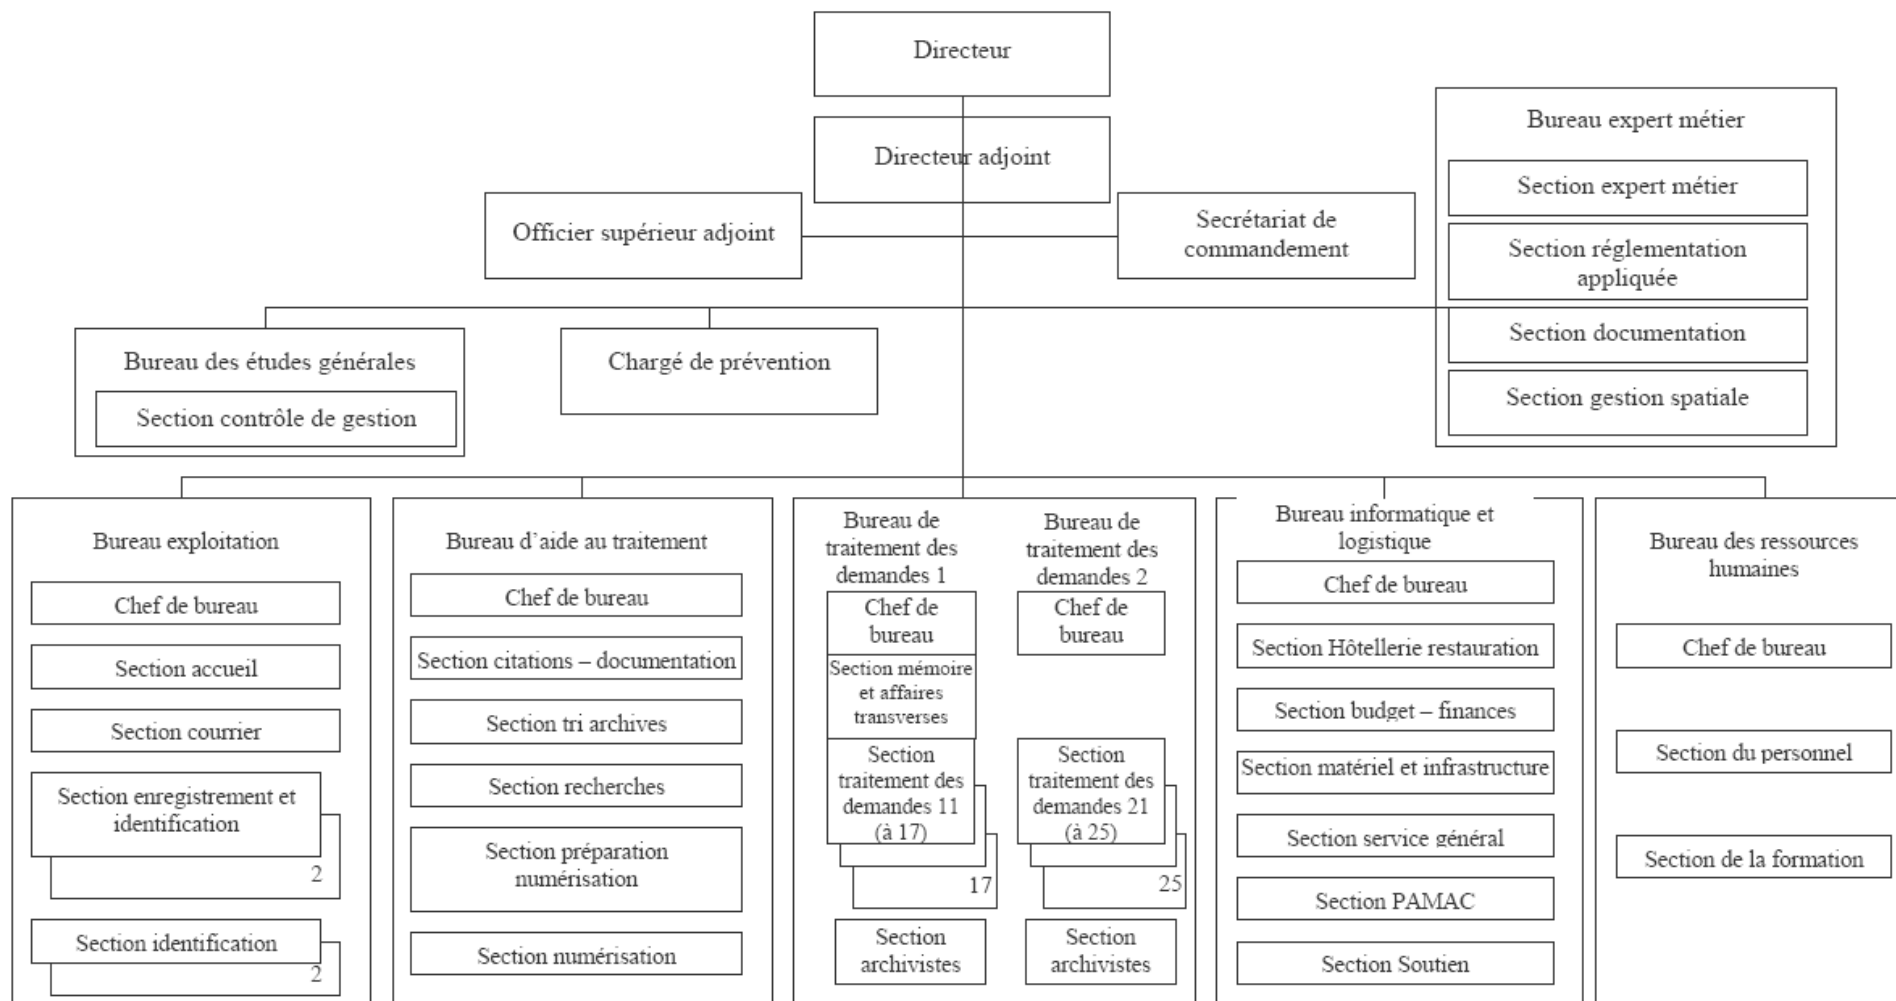 Directeur
Directeur adjoint
Officier supérieur adjoint
Secrétariat de
commandement
Bureau expert métier
Section expert métier
Section réglementation
appliquée
Section documentation
Section gestion spatiale
Bureau des études générales
Section contrôle de gestion
Chargé de prévention
Bureau exploitation
Chef de bureau
Section accueil
Section courrier
Section enregistrement et
identification
2
Section identification
2
Bureau d'aide au traitement
Chef de bureau
Section citations – documentation
Section tri archives
Section recherches
Section préparation
numérisation
Section numérisation
Bureau de
traitement des
demandes 1
Chef de
bureau
Section mémoire
et affaires
transverses
Section
traitement des
demandes 11
(à 17)
17
Section
archivistes
Bureau de
traitement des
demandes 2
Chef de
bureau
Section
traitement des
demandes 21
(à 25)
25
Section
archivistes
Bureau informatique et
logistique
Chef de bureau
Section Hôtellerie restauration
Section budget – finances
Section matériel et infrastructure
Section service général
Section PAMAC
Section Soutien
Bureau des ressources
humaines
Chef de bureau
Section du personnel
Section de la formation